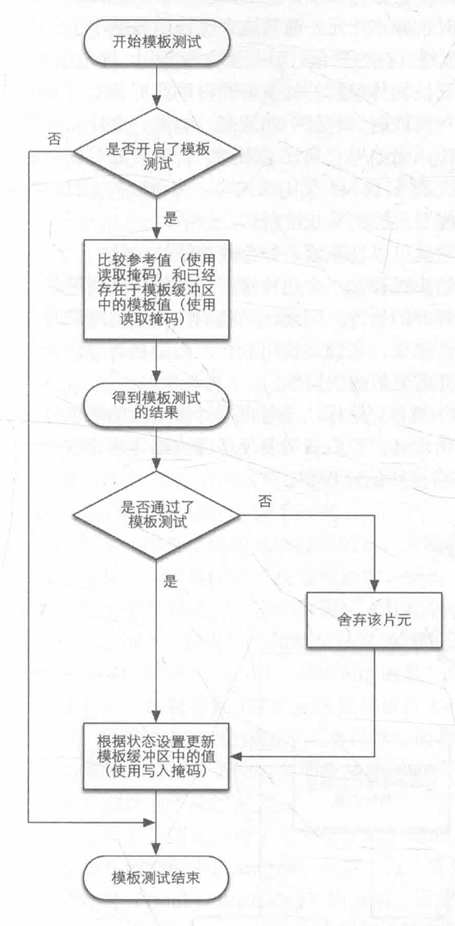 开始模板测试
否
是否开启了模板
测试
是
比较参考值（使用
读取掩码）和已经
存在于模板缓冲区
中的模板值（使用
读取掩码）
得到模板测试
的结果
是否通过了
模板测试
否
是
舍弃该片元
根据状态设置更新
模板缓冲区中的值
（使用写入掩码）
模板测试结束